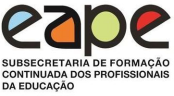 eape
SUBSECRETARIA DE FORMAÇÃO
CONTINUADA DOS PROFISSIONAIS
DA EDUCAÇÃO